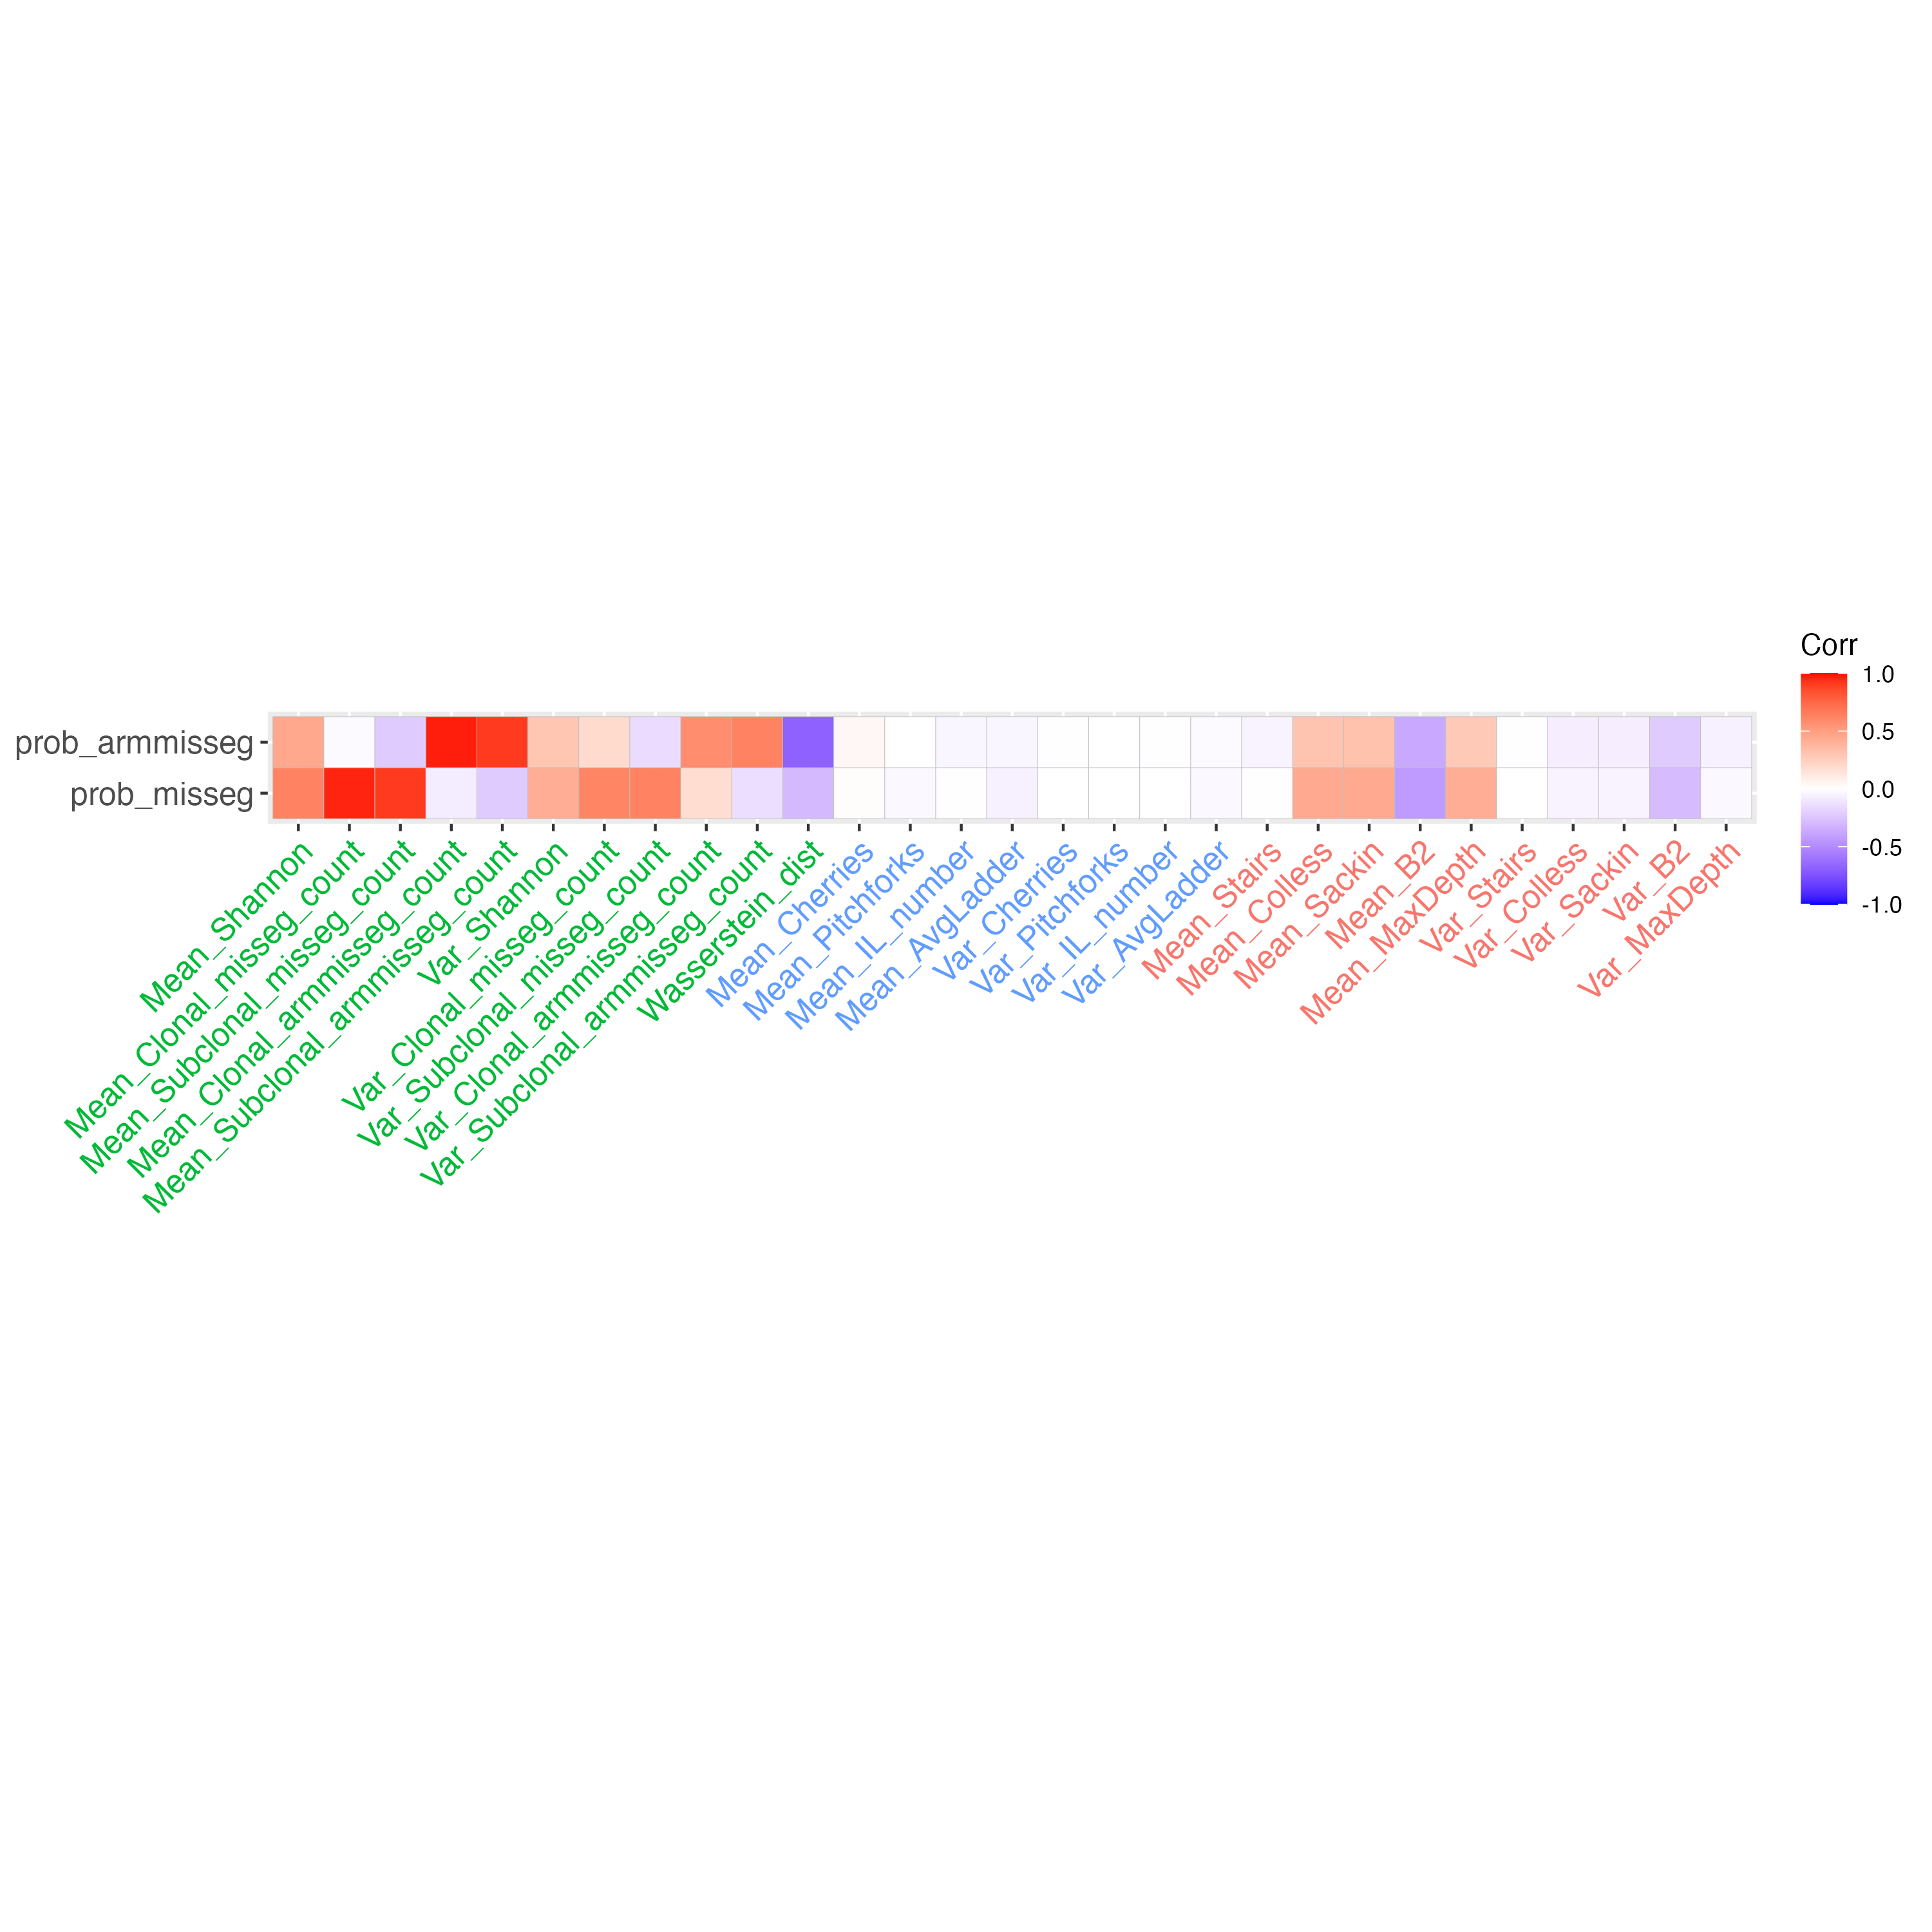 Corr
1.0
0.5
0.0
-0.5
-1.0
prob_armmisseg
prob_misseg
Mean_Shannon
Mean_Clonal_misseg_count
Mean_Subclonal_misseg_count
Mean_Clonal_armmisseg_count
Mean_Subclonal_armmisseg_count
Var_Shannon
Var_Clonal_misseg_count
Var_Subclonal_misseg_count
Var_Clonal_armmisseg_count
Var_Subclonal_armmisseg_count
Wasserstein_dist
Mean_Cherries
Mean_Pitchforks
Mean_IL_number
Mean_AvgLadder
Var_Cherries
Var_Pitchforks
Var_IL_number
Var_AvgLadder
Mean_Stairs
Mean_Colless
Mean_Sackin
Mean_B2
Mean_MaxDepth
Var_Stairs
Var_Colless
Var_Sackin
Var_B2
Var_MaxDepth